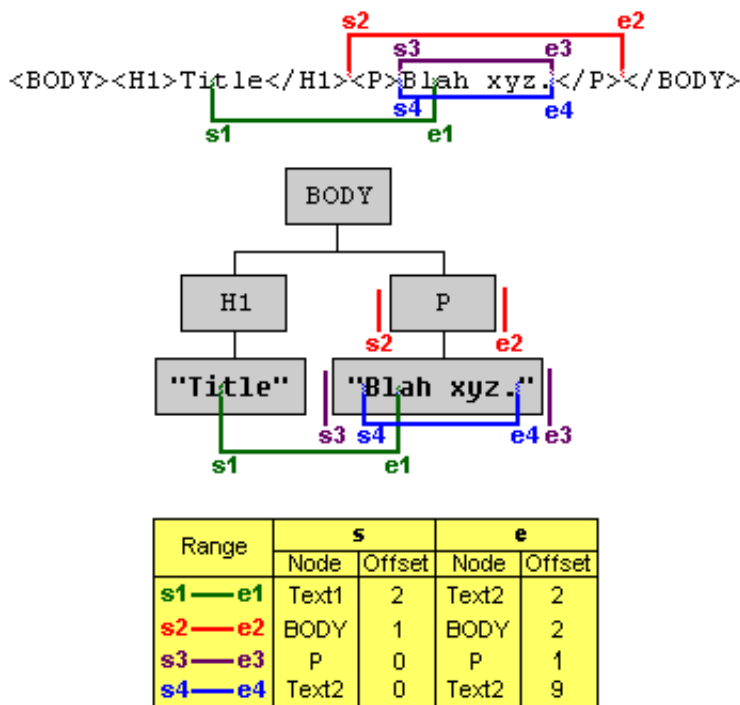 s2 e2
s3 e3
<BODY><H1>Title</H1><P>Blah xyz.</P></BODY>
s4 e4
s1 e1
BODY
H1 P
s2 e2
"Title" "Blah xyz."
s3 s4 e4 e3
s1 e1
Range s e
Node Offset Node Offset
s1 e1 Text1 2 Text2 2
s2 e2 BODY 1 BODY 2
s3 e3 P 0 P 1
s4 e4 Text2 0 Text2 9